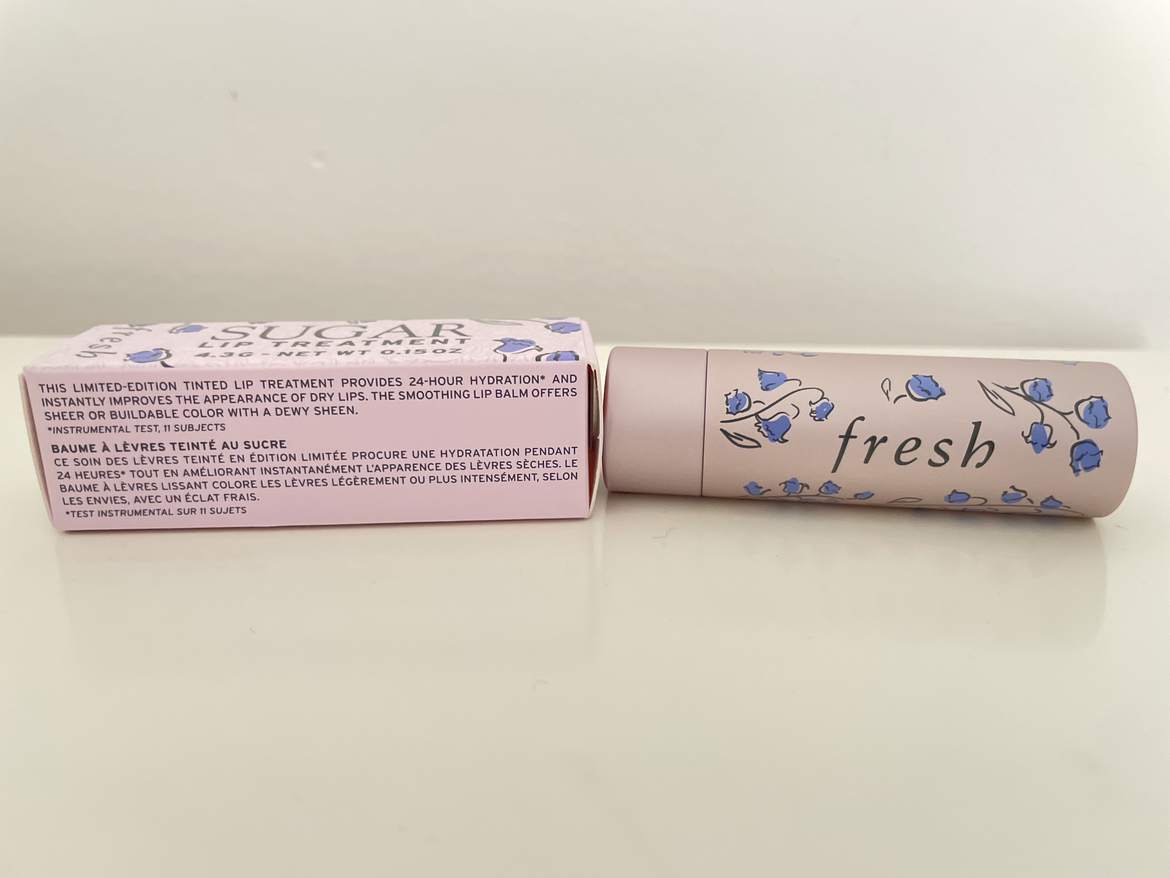 fresh
SUGAR
LIP TREATMENT
4.3G - NET WT 0.15 OZ
THIS LIMITED-EDITION TINTED LIP TREATMENT PROVIDES 24-HOUR HYDRATION* AND
INSTANTLY IMPROVES THE APPEARANCE OF DRY LIPS. THE SMOOTHING LIP BALM OFFERS
SHEER OR BUILDABLE COLOR WITH A DEWY SHEEN.
*INSTRUMENTAL TEST, 11 SUBJECTS
BAUME À LÈVRES TEINTÉ AU SUCRE
CE SOIN DES LÈVRES TEINTÉ EN ÉDITION LIMITÉE PROCURE UNE HYDRATATION PENDANT
24 HEURES* TOUT EN AMÉLIORANT INSTANTANÉMENT L'APPARENCE DES LÈVRES SÈCHES. LE
BAUME À LÈVRES LISSANT COLORE LES LÈVRES LÉGÈREMENT OU PLUS INTENSÉMENT, SELON
LES ENVIES, AVEC UN ÉCLAT FRAIS.
*TEST INSTRUMENTAL SUR 11 SUJETS
fresh